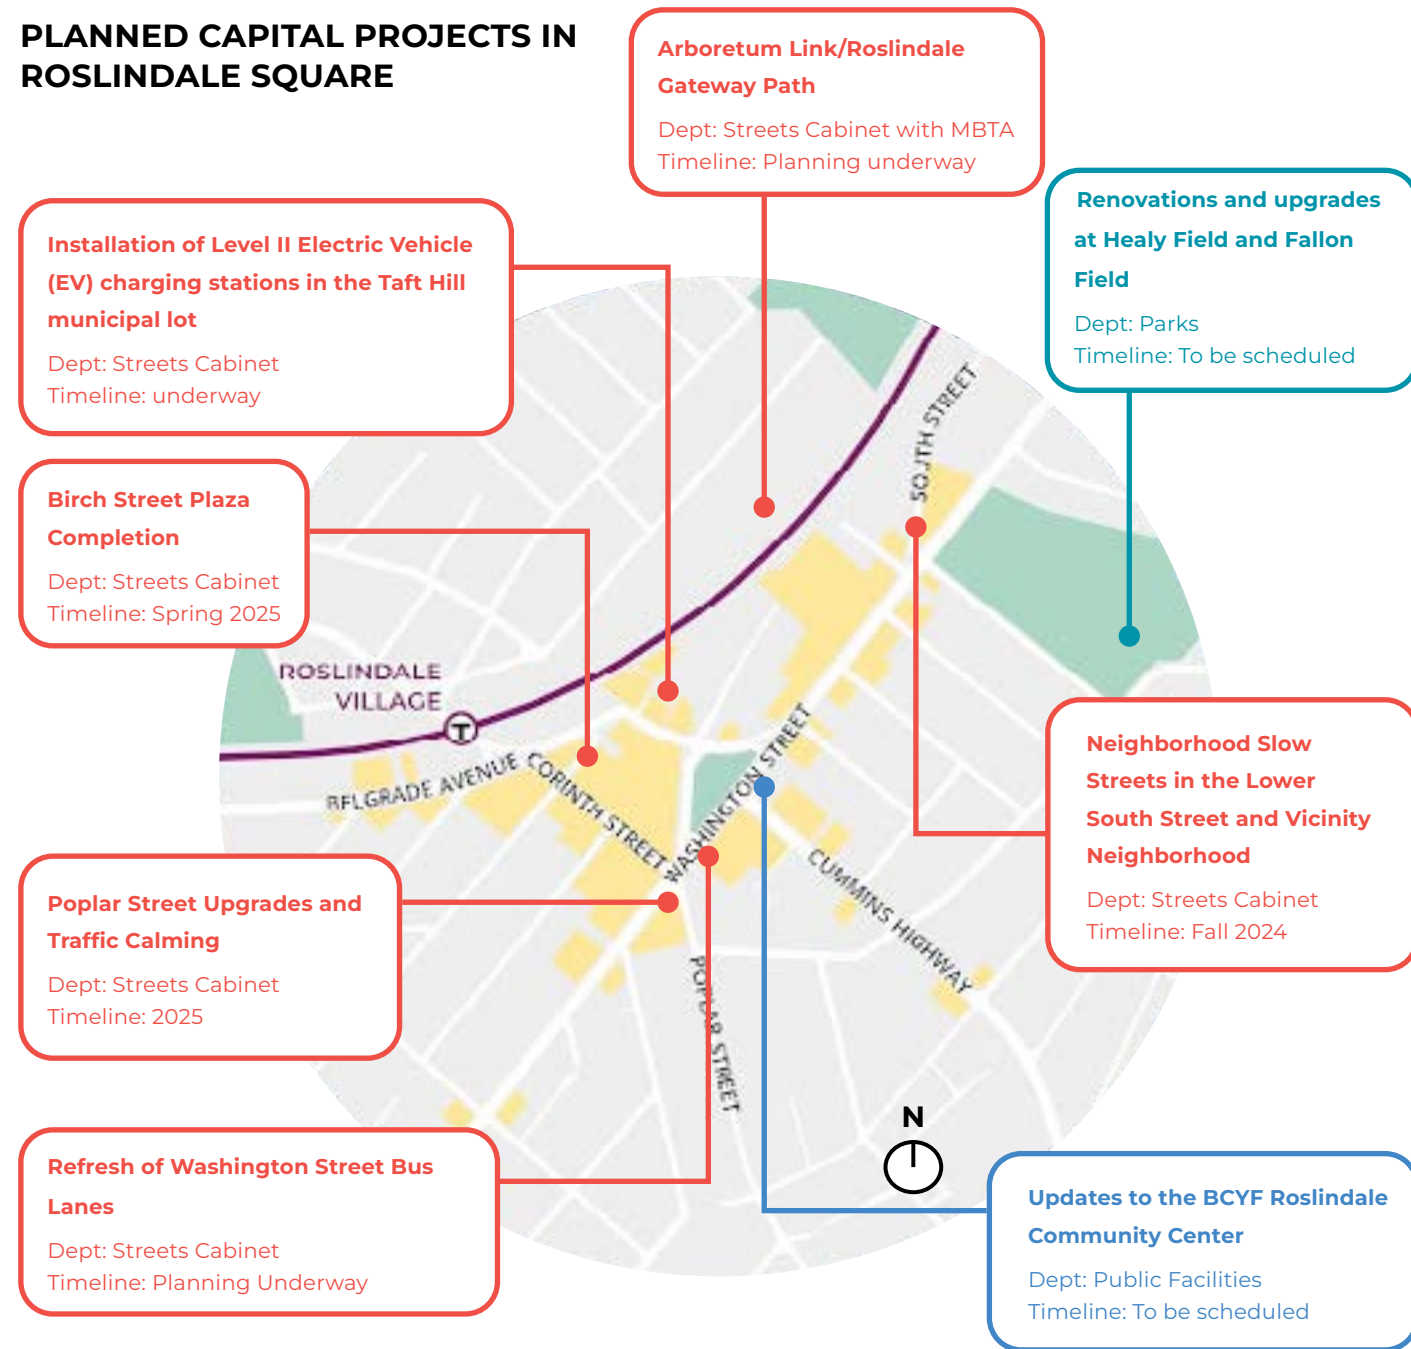 PLANNED CAPITAL PROJECTS IN
ROSLINDALE SQUARE
Arboretum Link/Roslindale
Gateway Path
Dept: Streets Cabinet with MBTA
Timeline: Planning underway
Renovations and upgrades
at Healy Field and Fallon
Field
Dept: Parks
Timeline: To be scheduled
Installation of Level II Electric Vehicle
(EV) charging stations in the Taft Hill
municipal lot
Dept: Streets Cabinet
Timeline: underway
Birch Street Plaza
Completion
Dept: Streets Cabinet
Timeline: Spring 2025
SOUTH STREET
ROSLINDALE
VILLAGE
T
BELGRADE AVENUE
CORINTH STREET
WASHINGTON STREET
CUMMINS HIGHWAY
POPLAR STREET
Neighborhood Slow
Streets in the Lower
South Street and Vicinity
Neighborhood
Dept: Streets Cabinet
Timeline: Fall 2024
Poplar Street Upgrades and
Traffic Calming
Dept: Streets Cabinet
Timeline: 2025
N
Refresh of Washington Street Bus
Lanes
Dept: Streets Cabinet
Timeline: Planning Underway
Updates to the BCYF Roslindale
Community Center
Dept: Public Facilities
Timeline: To be scheduled